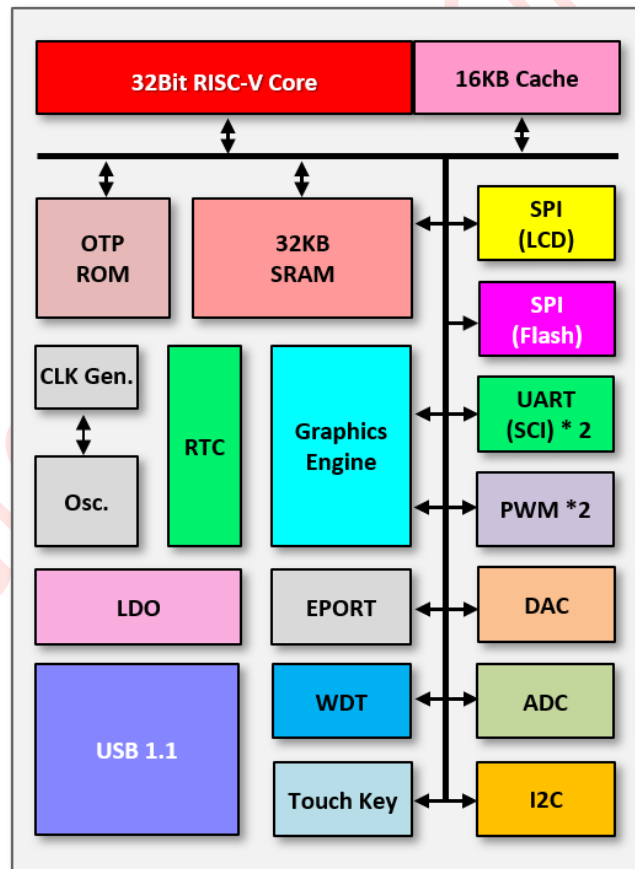 32Bit RISC-V Core
16KB Cache
OTP
ROM
32KB
SRAM
SPI
(LCD)
SPI
(Flash)
CLK Gen.
RTC
Graphics
Engine
UART
(SCI) * 2
Osc.
PWM *2
LDO
EPORT
DAC
USB 1.1
WDT
ADC
Touch Key
I2C